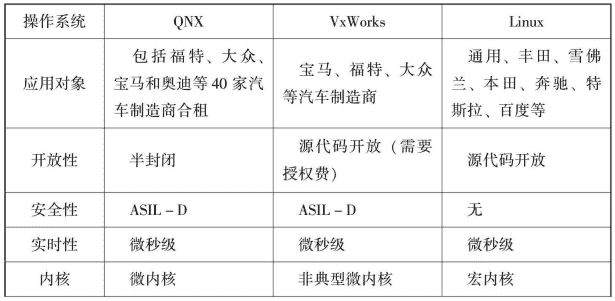 操作系统 QNX VxWorks Linux
应用对象
包括福特、大众、
宝马和奥迪等 40 家汽
车制造商合租
宝马、福特、大众
等汽车制造商
通用、丰田、雪佛
兰、本田、奔驰、特
斯拉、百度等
开放性
半封闭
源代码开放（需要
授权费）
源代码开放
安全性 ASIL－D ASIL－D 无
实时性 微秒级 微秒级 微秒级
内核 微内核 非典型微内核 宏内核